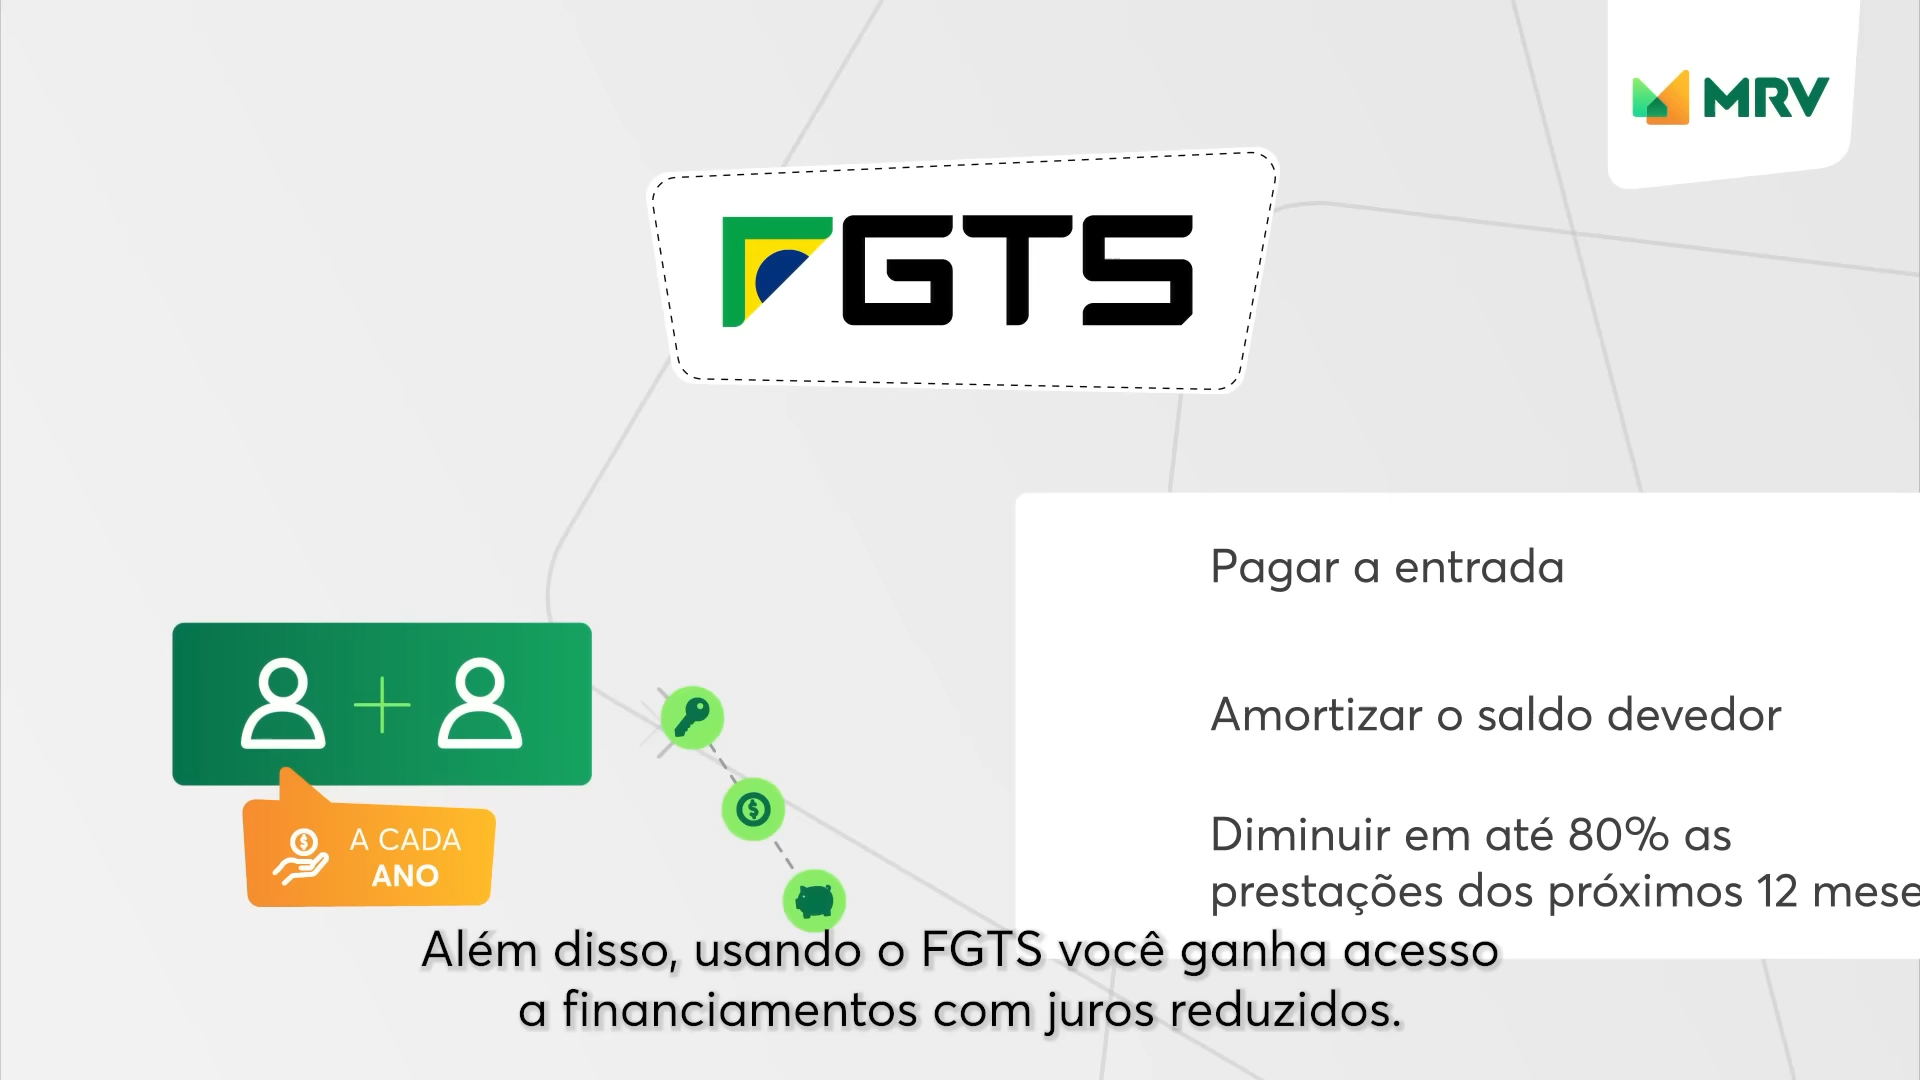 MRV
FGTS
Pagar a entrada
Amortizar o saldo devedor
Diminuir em até 80% as
prestações dos próximos 12 mese
A CADA
ANO
Além disso, usando o FGTS você ganha acesso
a financiamentos com juros reduzidos.